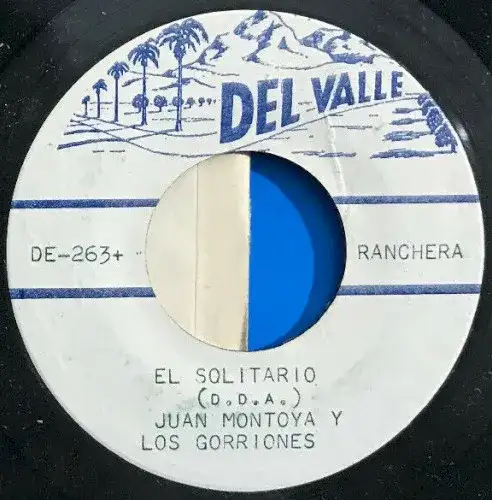 DEL VALLE
DE-263+
RANCHERA
EL SOLITARIO
(D.D.A.)
JUAN MONTOYA Y
LOS GORRIONES